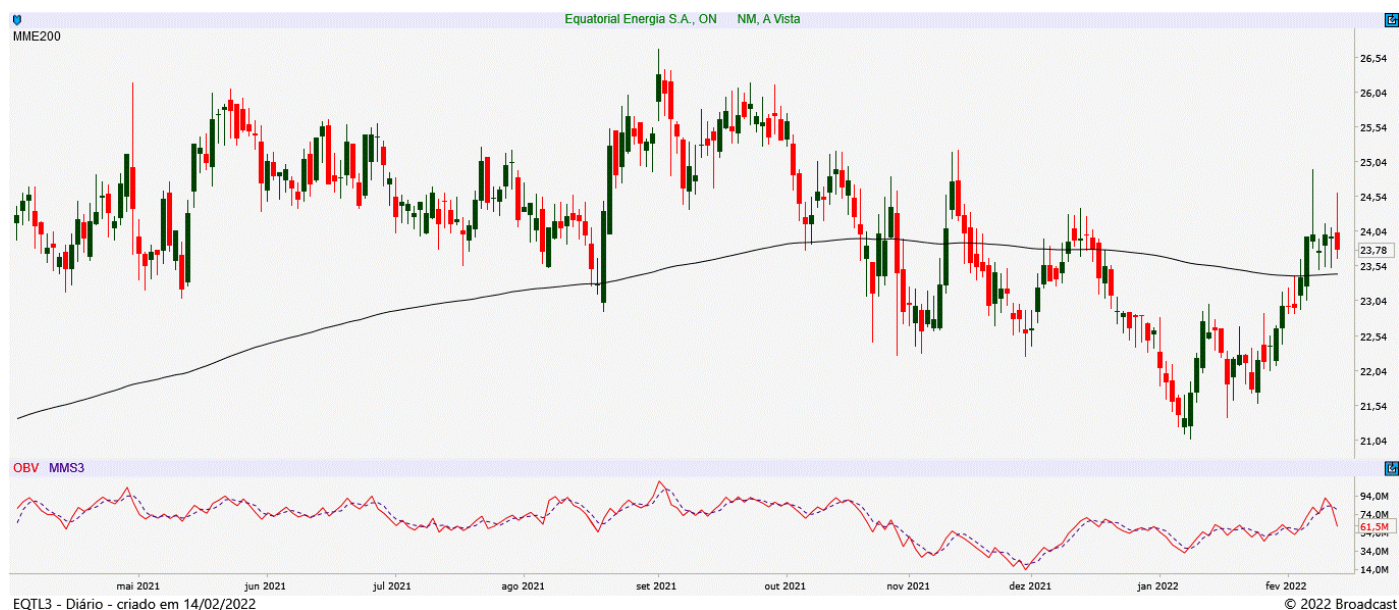 Equatorial Energia S.A., ON NM, A Vista
MME200
26,54
26,04
25,54
25,04
24,54
24,04
23,78
23,54
23,04
22,54
22,04
21,54
21,04
OBV MMS3
94,0M
74,0M
61,5M
54,0M
34,0M
14,0M
mai 2021 jun 2021 jul 2021 ago 2021 set 2021 out 2021 nov 2021 dez 2021 jan 2022 fev 2022
EQTL3 - Diário - criado em 14/02/2022 © 2022 Broadcast